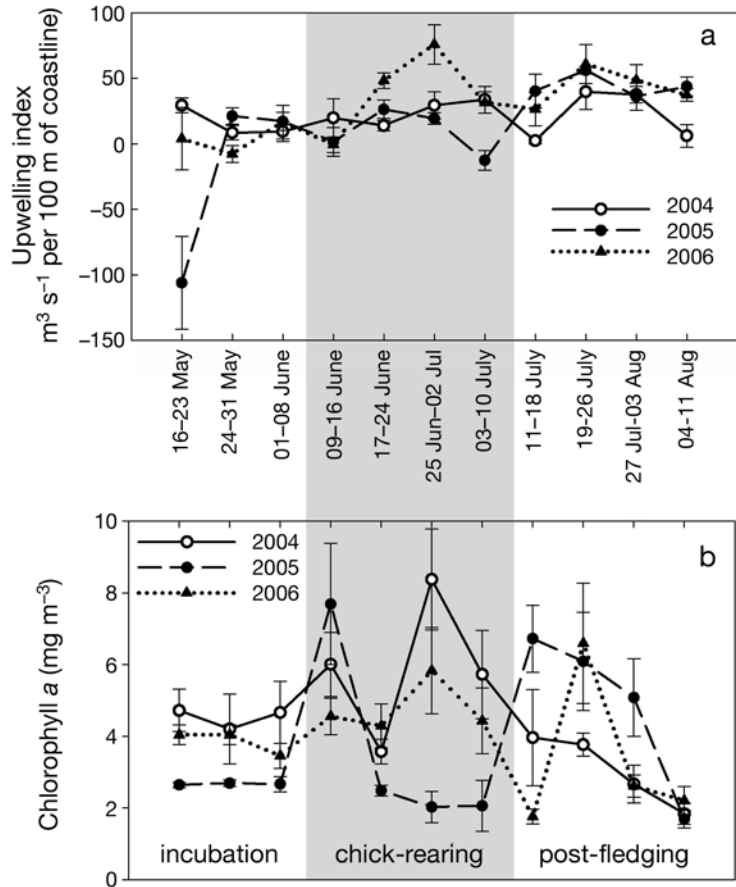 a
100
50
0
−50
−100
−150
Upwelling index
m³ s⁻¹ per 100 m of coastline)
2004
2005
2006
16–23 May
24–31 May
01–08 June
09–16 June
17–24 June
25 Jun–02 Jul
03–10 July
11–18 July
19–26 July
27 Jul–03 Aug
04–11 Aug
b
10
8
6
4
2
0
Chlorophyll a (mg m⁻³)
2004
2005
2006
incubation
chick-rearing
post-fledging